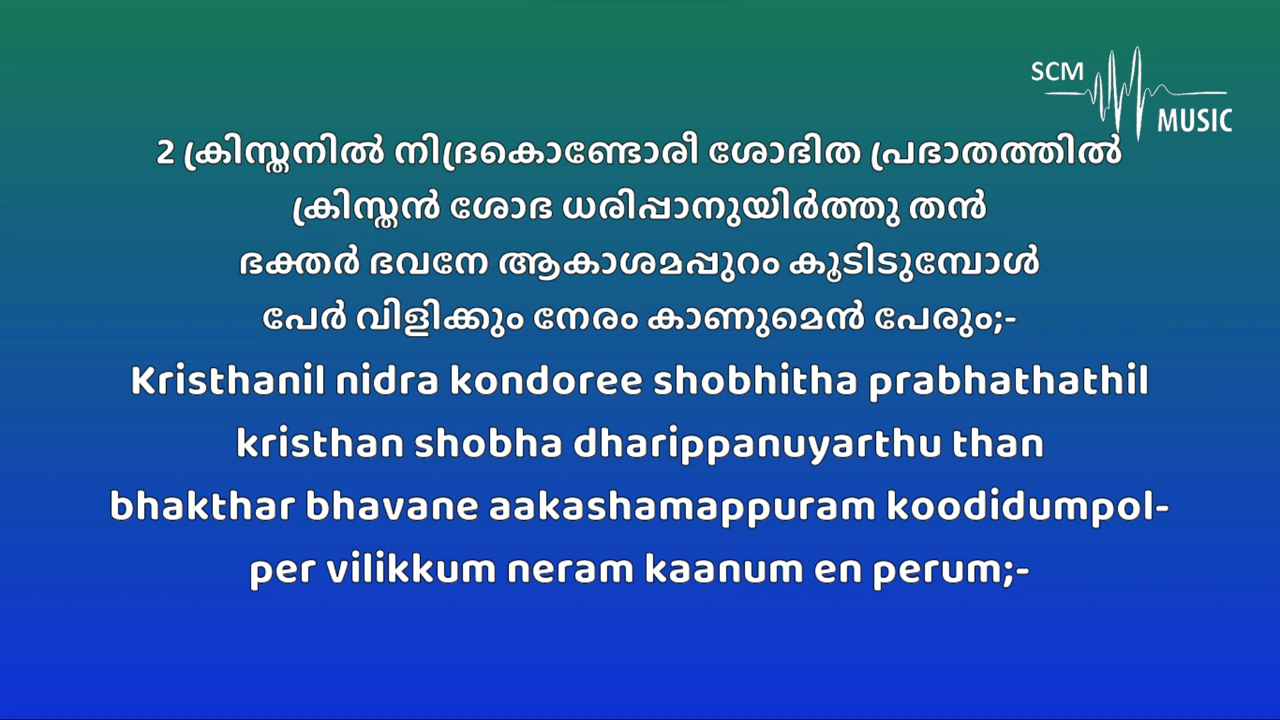 SCM
MUSIC
2 ക്രിസ്തനിൽ നിദ്രകൊണ്ടോരീ ശോഭിത പ്രഭാതത്തിൽ
ക്രിസ്തൻ ശോഭ ധരിപ്പാനുയിർത്തു തൻ
ഭക്തർ ഭവനേ ആകാശമപ്പുറം കൂടിടുമ്പോൾ
പേർ വിളിക്കും നേരം കാണുമെൻ പേരും;-
Kristhanil nidra kondoree shobhitha prabhathathil
kristhan shobha dharippanuyarthu than
bhakthar bhavane aakashamappuram koodidumpol-
per vilikkum neram kaanum en perum;-